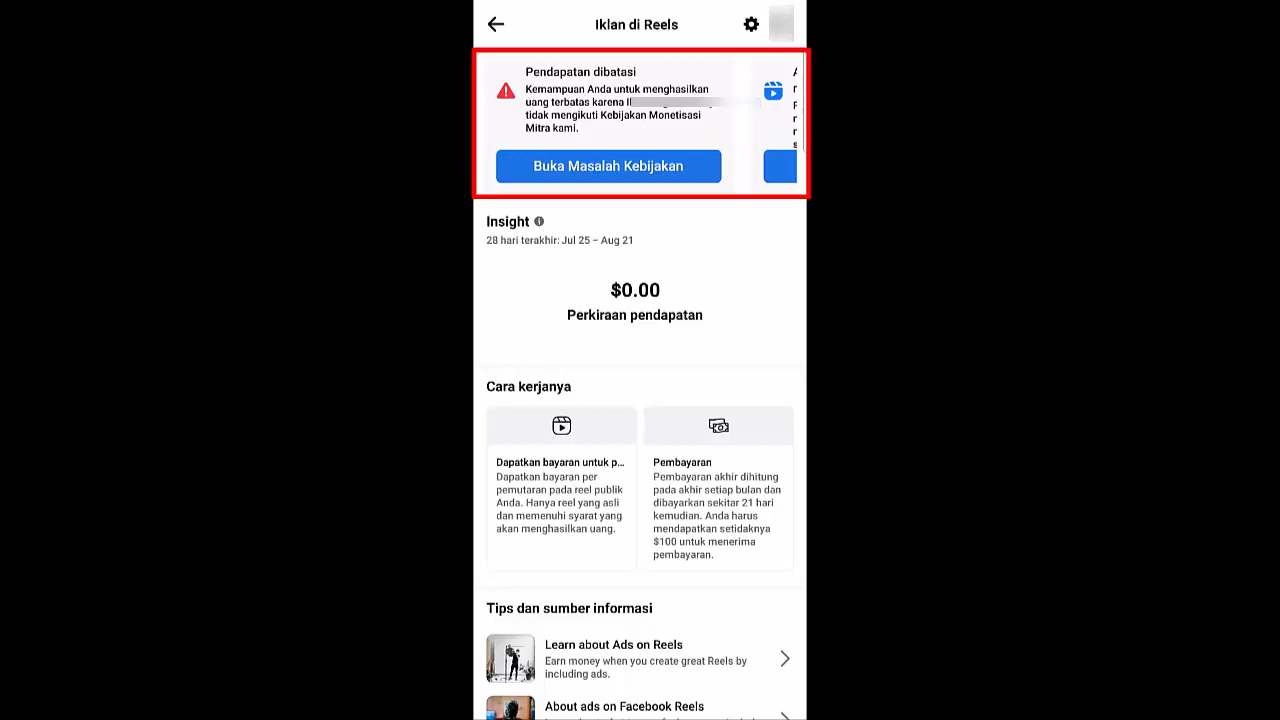 Iklan di Reels
Pendapatan dibatasi
Kemampuan Anda untuk menghasilkan
uang terbatas karena
tidak mengikuti Kebijakan Monetisasi
Mitra kami.
Buka Masalah Kebijakan
Insight
28 hari terakhir: Jul 25 – Aug 21
$0.00
Perkiraan pendapatan
Cara kerjanya
Dapatkan bayaran untuk p...
Dapatkan bayaran per
pemutaran pada reel publik
Anda. Hanya reel yang asli
dan memenuhi syarat yang
akan menghasilkan uang.
Pembayaran
Pembayaran akhir dihitung
pada akhir setiap bulan dan
dibayarkan sekitar 21 hari
kemudian. Anda harus
mendapatkan setidaknya
$100 untuk menerima
pembayaran.
Tips dan sumber informasi
Learn about Ads on Reels
Earn money when you create great Reels by
including ads.
About ads on Facebook Reels